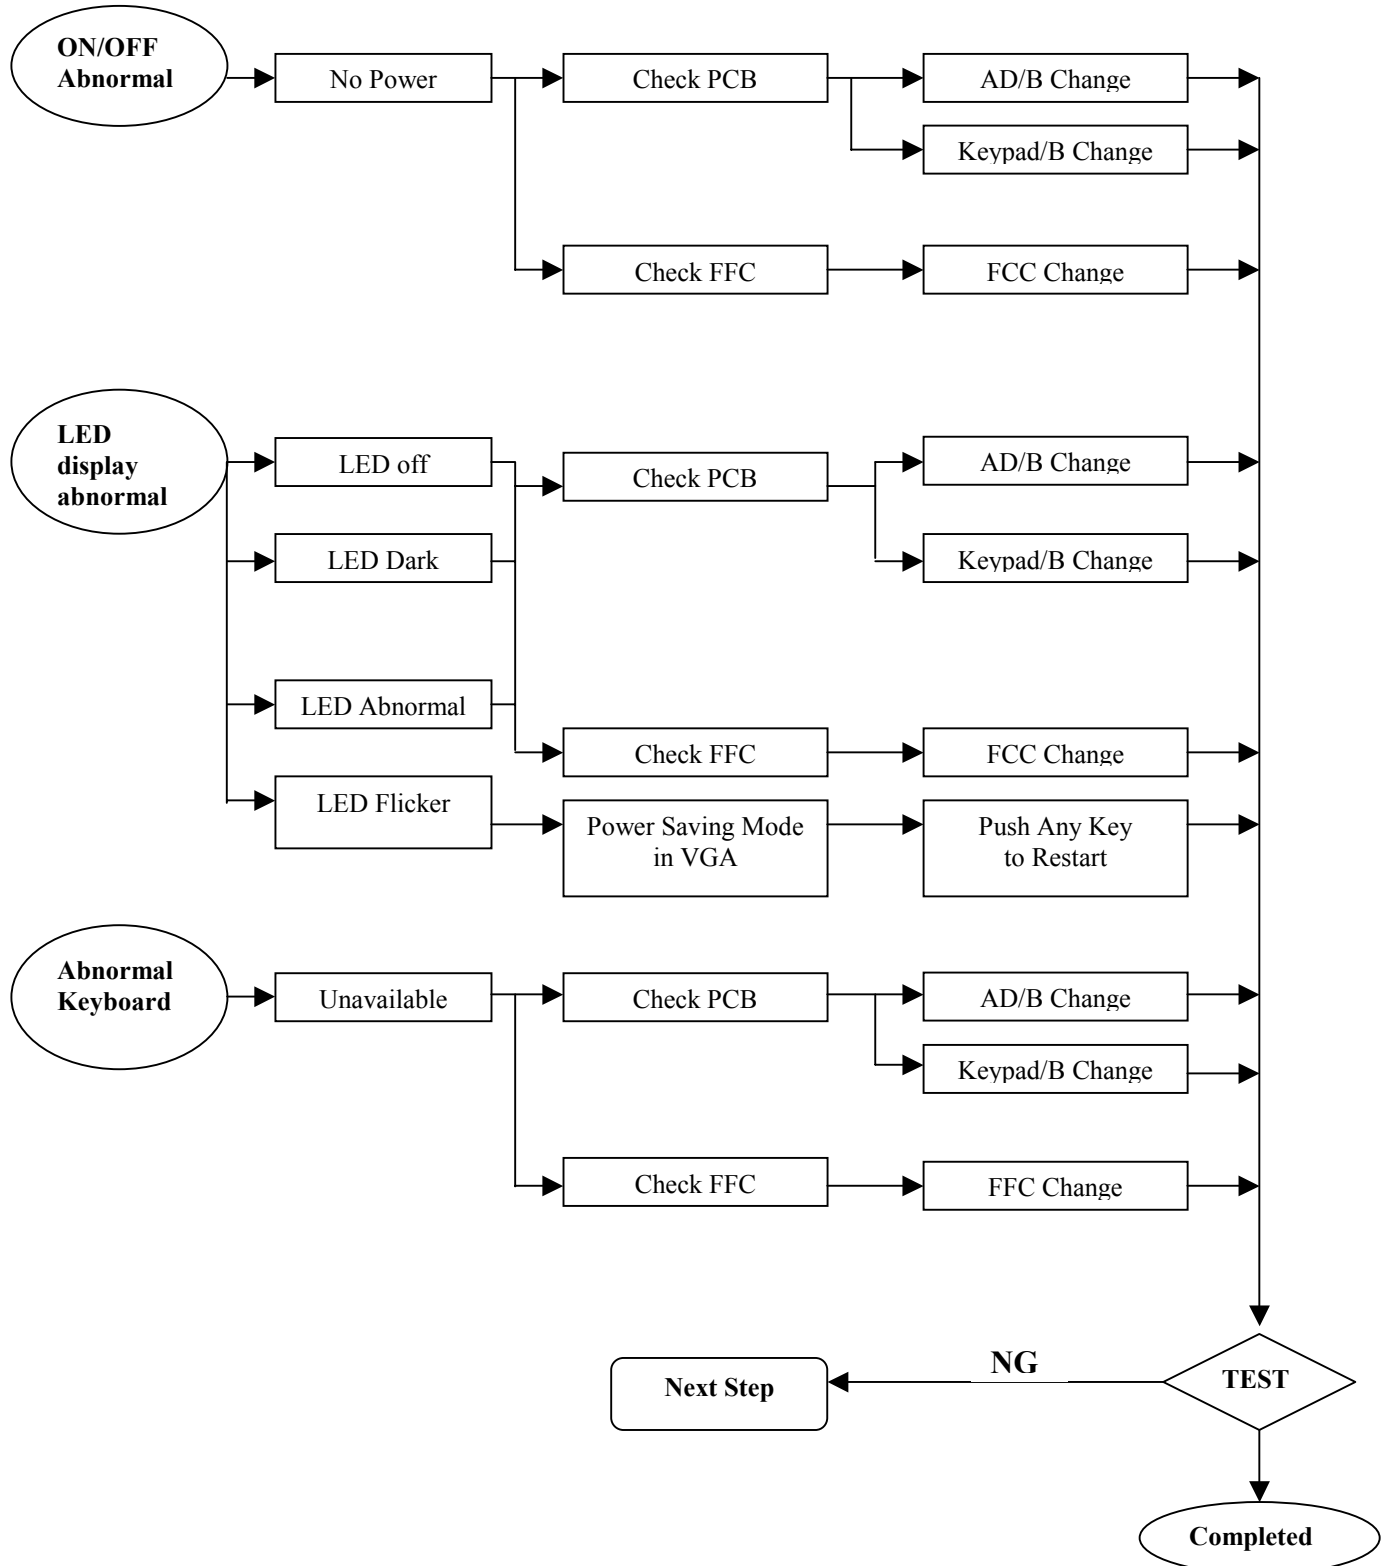 ON/OFF
Abnormal
No Power
Check PCB
AD/B Change
Keypad/B Change
Check FFC
FCC Change
LED
display
abnormal
LED off
Check PCB
AD/B Change
LED Dark
Keypad/B Change
LED Abnormal
Check FFC
FCC Change
LED Flicker
Power Saving Mode
in VGA
Push Any Key
to Restart
Abnormal
Keyboard
Unavailable
Check PCB
AD/B Change
Keypad/B Change
Check FFC
FFC Change
NG
TEST
Next Step
Completed